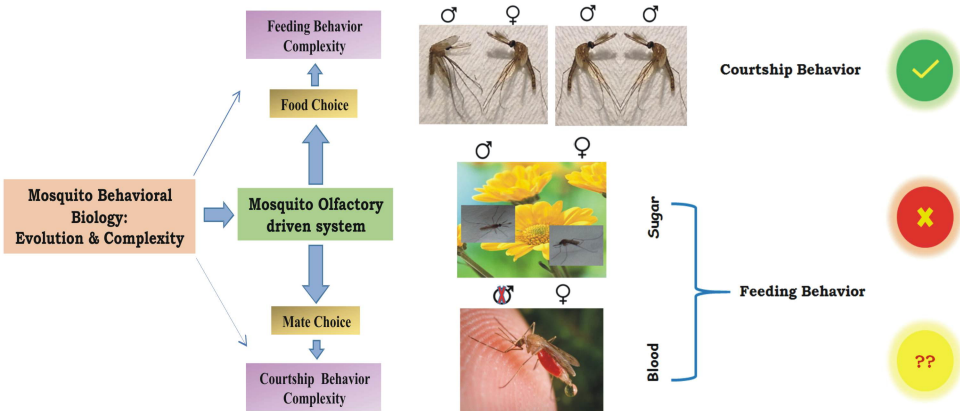 Feeding Behavior
Complexity
Food Choice
Mosquito Behavioral
Biology:
Evolution & Complexity
Mosquito Olfactory
driven system
Mate Choice
Courtship Behavior
Complexity
♂ ♀ ♂ ♂
Courtship Behavior
♂ ♀
Sugar
Feeding Behavior
♂ ♀
Blood
??